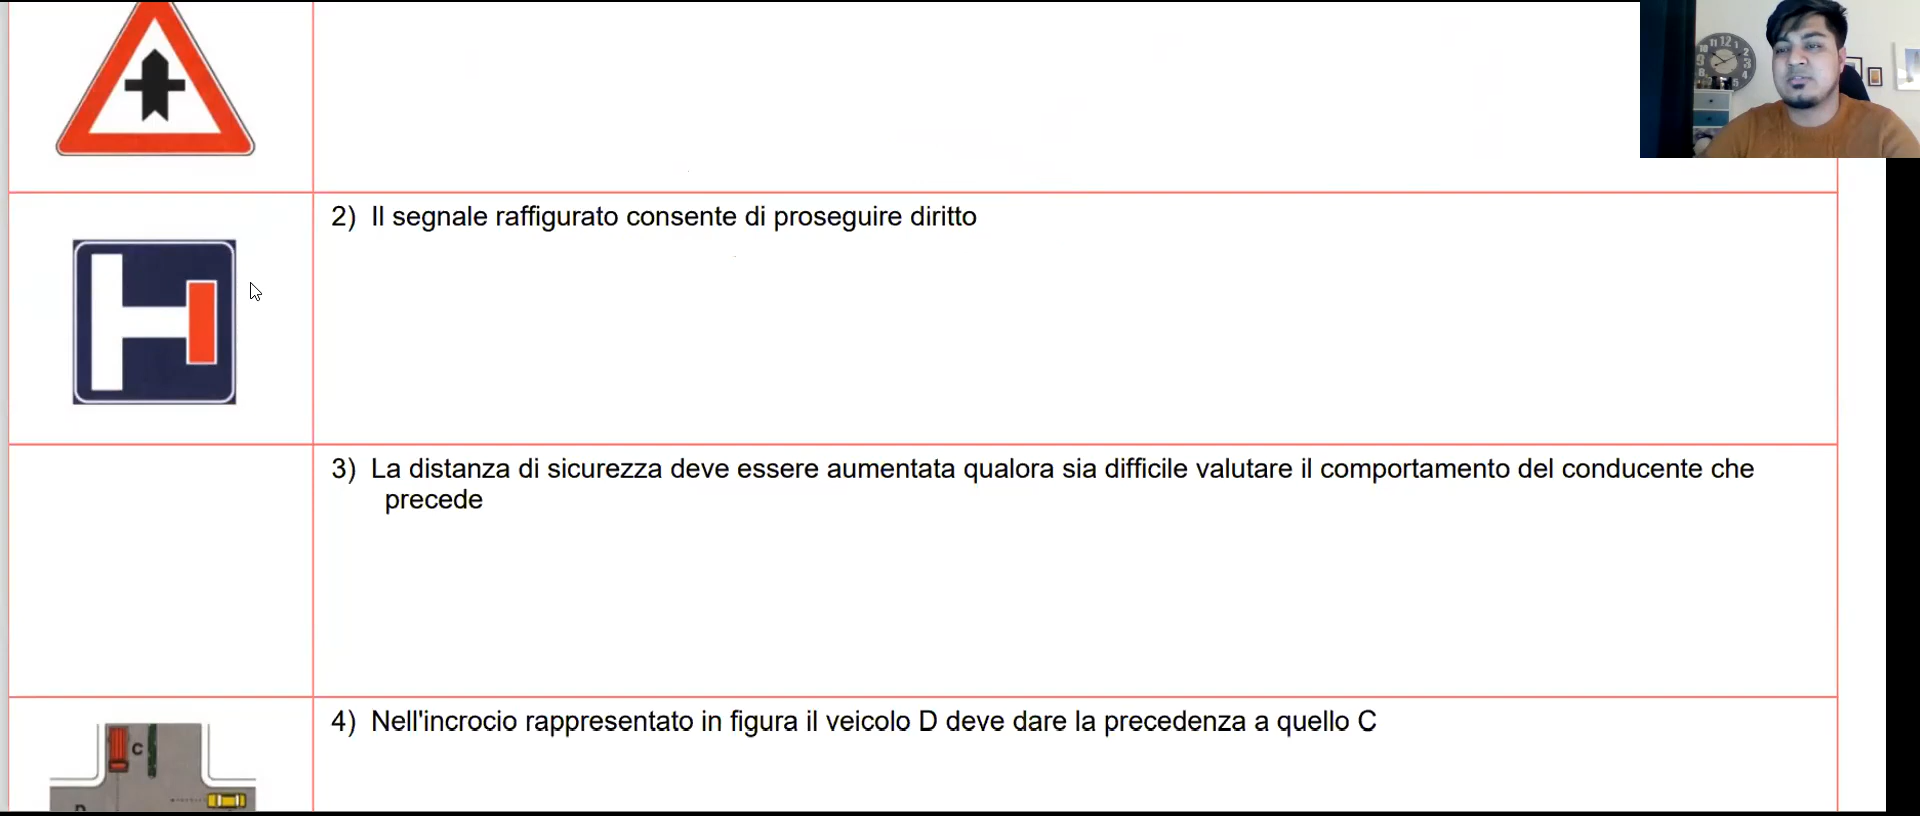 2) Il segnale raffigurato consente di proseguire diritto
3) La distanza di sicurezza deve essere aumentata qualora sia difficile valutare il comportamento del conducente che
precede
4) Nell'incrocio rappresentato in figura il veicolo D deve dare la precedenza a quello C
C